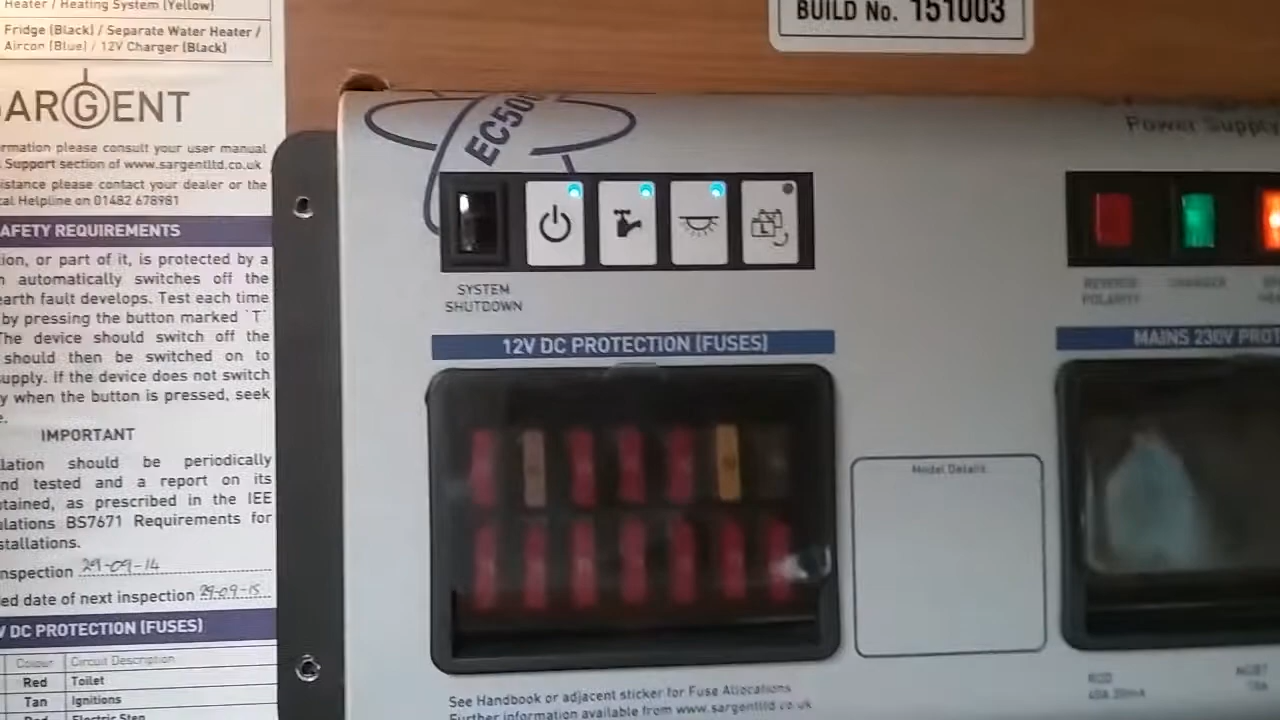 Heater / Heating System (Yellow)
Fridge (Black) / Separate Water Heater /
Aircon (Blue) / 12V Charger (Black)
SARGENT
rmation please consult your user manual
Support section of www.sargentltd.co.uk
istance please contact your dealer or the
cal Helpline on 01482 678981
AFETY REQUIREMENTS
ion, or part of it, is protected by a
h automatically switches off the
earth fault develops. Test each time
by pressing the button marked 'T'
The device should switch off the
should then be switched on to
supply. If the device does not switch
y when the button is pressed, seek
e.
IMPORTANT
lation should be periodically
nd tested and a report on its
tained, as prescribed in the IEE
ulations BS7671 Requirements for
stallations.
nspection 29-09-14
ed date of next inspection 29-09-15
V DC PROTECTION (FUSES)
Colour Circuit Description
Red Toilet
Tan Ignitions
Red Electric Step
BUILD No. 151003
EC500
Power Supply
SYSTEM
SHUTDOWN
REVERSE
POLARITY
CHARGER
12V DC PROTECTION (FUSES)
MAINS 230V PROT
Model Details
See Handbook or adjacent sticker for Fuse Allocations
Further information available from www.sargentltd.co.uk
RCD
40A 30mA